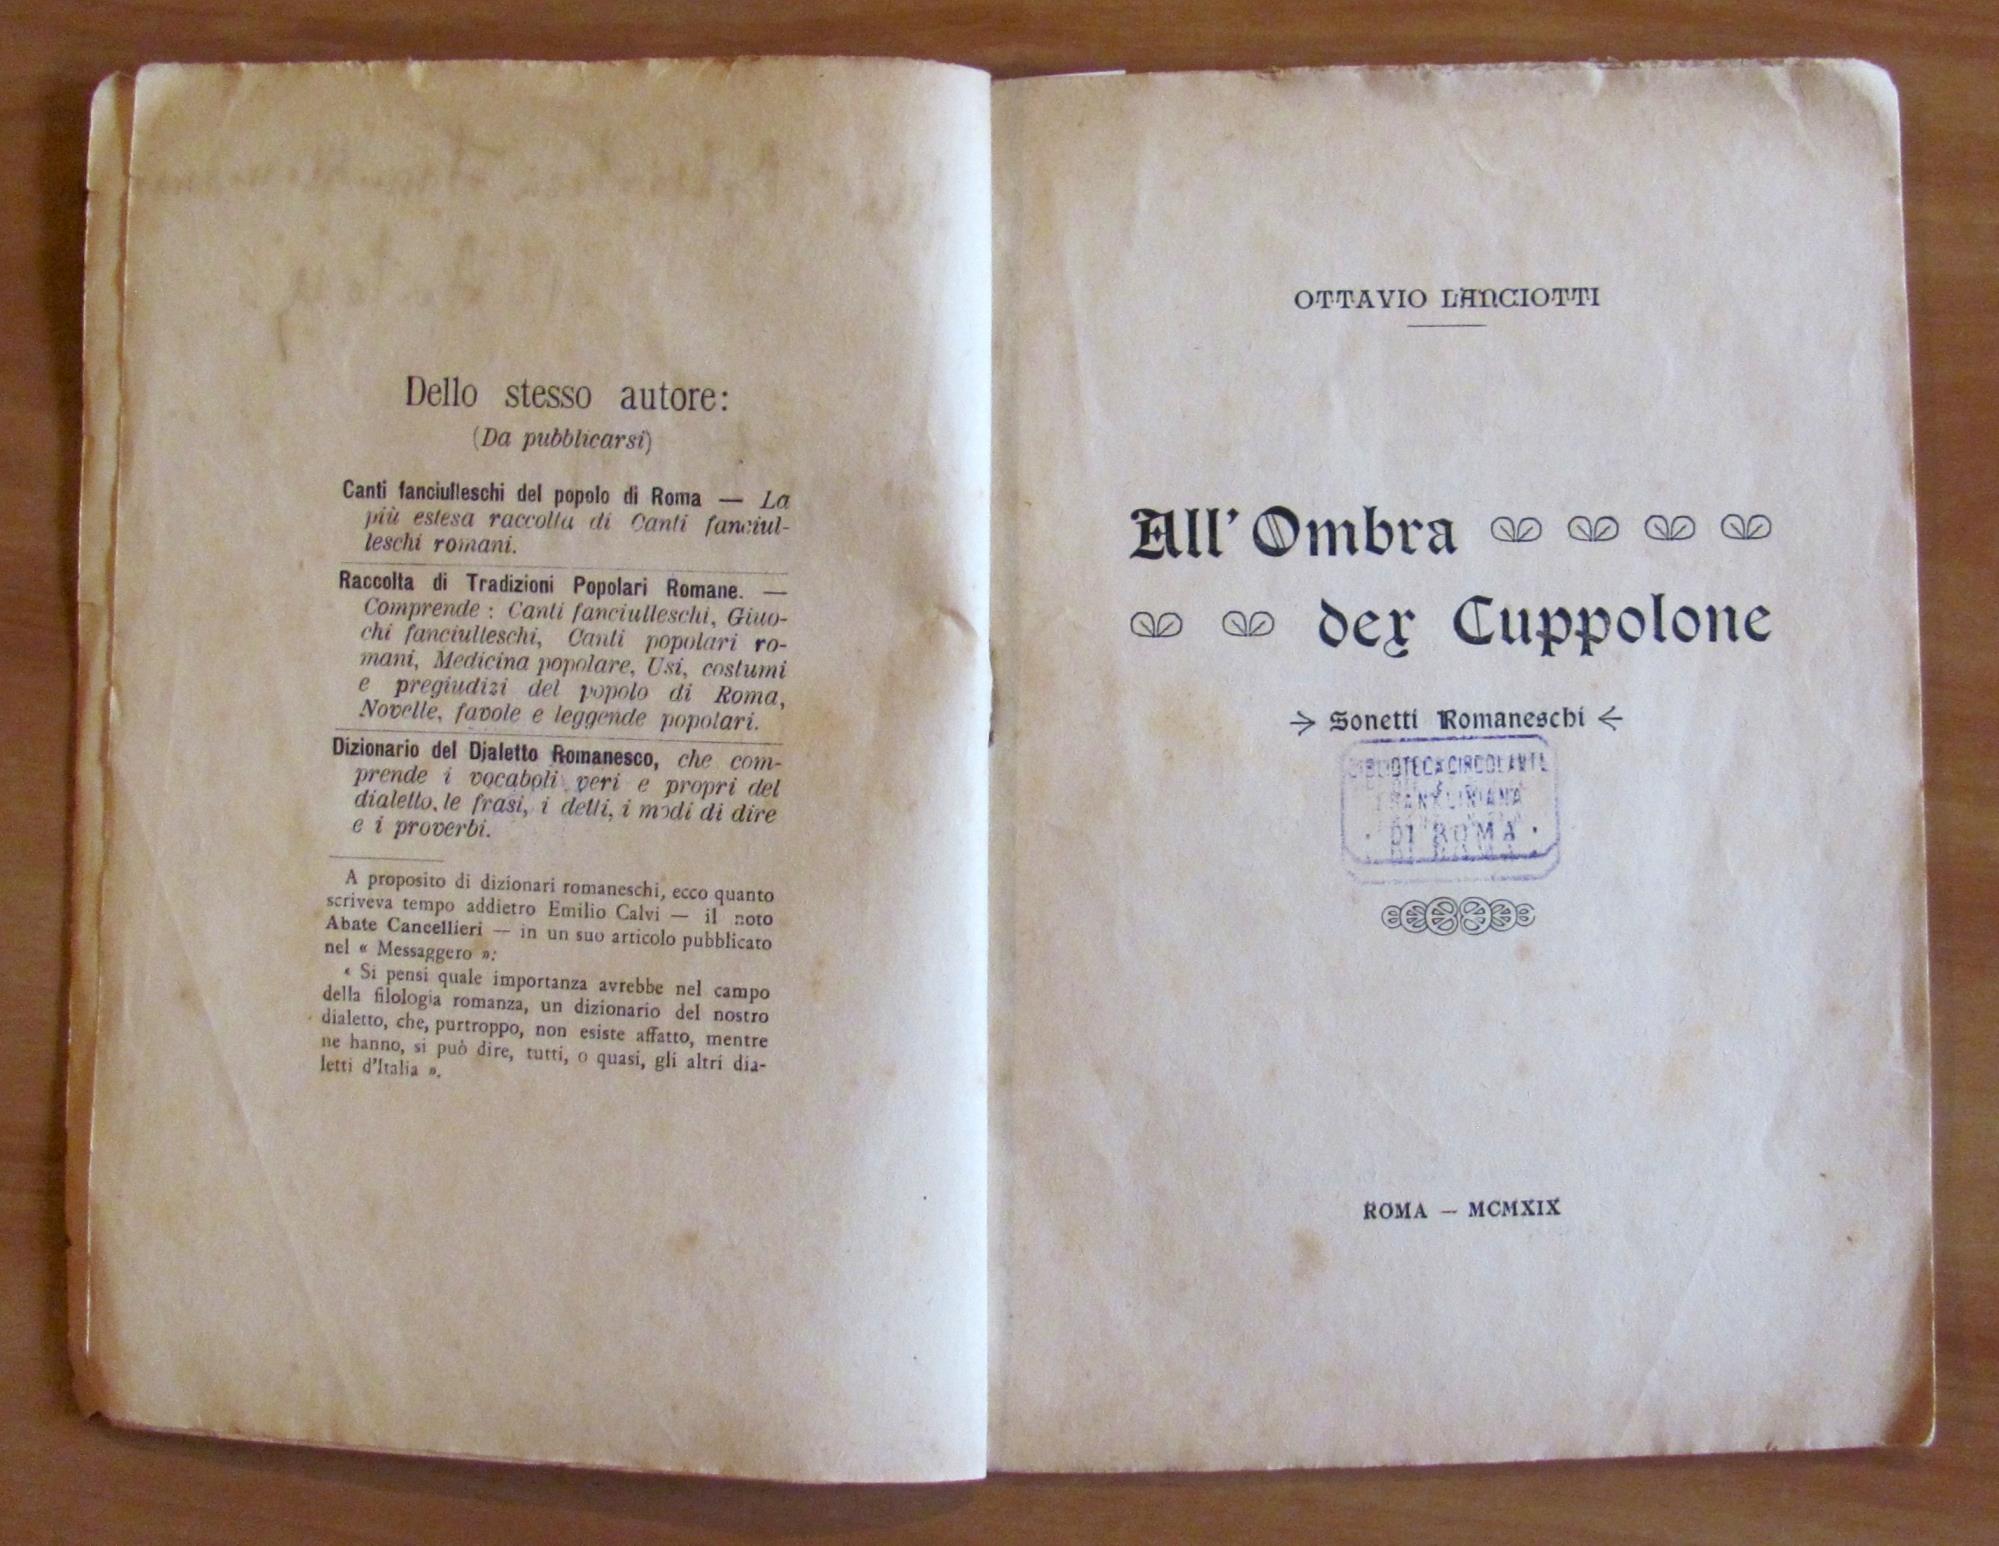 Dello stesso autore:
(Da pubblicarsi)
Canti fanciulleschi del popolo di Roma — La
più estesa raccolta di Canti fanciul-
leschi romani.
Raccolta di Tradizioni Popolari Romane. —
Comprende : Canti fanciulleschi, Giuo-
chi fanciulleschi, Canti popolari ro-
mani, Medicina popolare, Usi, costumi
e pregiudizi del popolo di Roma,
Novelle, favole e leggende popolari.
Dizionario del Dialetto Romanesco, che com-
prende i vocaboli veri e propri del
dialetto, le frasi, i detti, i modi di dire
e i proverbi.
A proposito di dizionari romaneschi, ecco quanto
scriveva tempo addietro Emilio Calvi — il noto
Abate Cancellieri — in un suo articolo pubblicato
nel « Messaggero »:
« Si pensi quale importanza avrebbe nel campo
della filologia romanza, un dizionario del nostro
dialetto, che, purtroppo, non esiste affatto, mentre
ne hanno, si può dire, tutti, o quasi, gli altri dia-
letti d'Italia ».
OTTAVIO LANCIOTTI
All' Ombra
der Cuppolone
Sonetti Romaneschi
BIBLIOTECA CIRCOLANTE
FRANKLINIANA
· DI ROMA ·
ROMA — MCMXIX